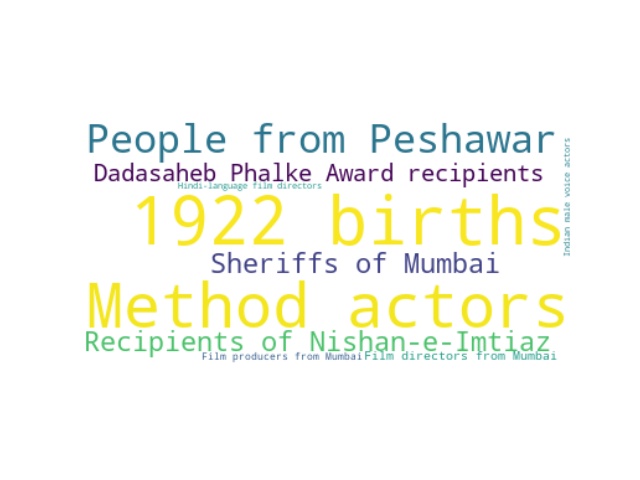 People from Peshawar
Dadasaheb Phalke Award recipients
Hindi-language film directors
1922 births
Sheriffs of Mumbai
Method actors
Recipients of Nishan-e-Imtiaz
Film producers from Mumbai
Film directors from Mumbai
Indian male voice actors